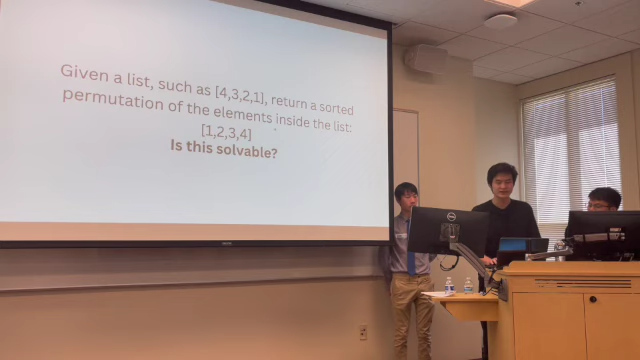 Given a list, such as [4,3,2,1], return a sorted
permutation of the elements inside the list:
[1,2,3,4]
Is this solvable?
DELL